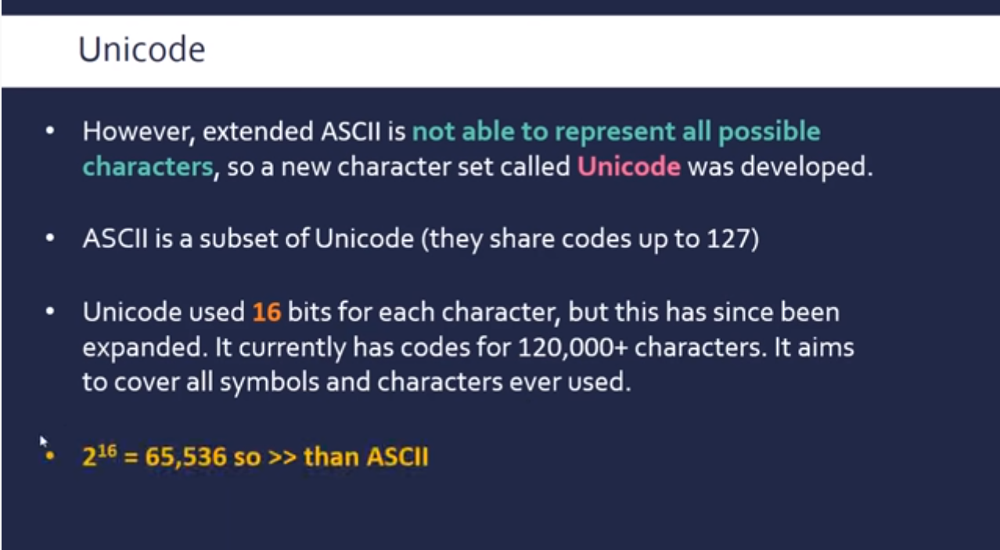 Unicode
• However, extended ASCII is not able to represent all possible
characters, so a new character set called Unicode was developed.
• ASCII is a subset of Unicode (they share codes up to 127)
• Unicode used 16 bits for each character, but this has since been
expanded. It currently has codes for 120,000+ characters. It aims
to cover all symbols and characters ever used.
• 2¹⁶ = 65,536 so >> than ASCII